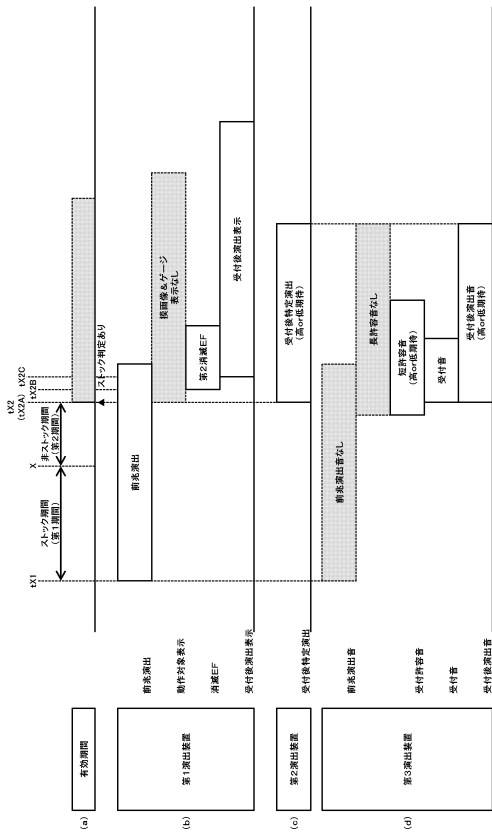 tX1
X
tX2
(tX2A)
tX2B
tX2C
ストック期間
(第1期間)
非ストック期間
(第2期間)
ストック判定あり
(a)
有効期間
(b)
第1演出装置
前兆演出
前兆演出
動作対象表示
操画像&ゲージ
表示なし
消滅EF
第2消滅EF
受付後演出表示
受付後演出表示
(c)
第2演出装置
受付後特定演出
受付後特定演出
(高or低期待)
(d)
第3演出装置
前兆演出音
前兆演出音なし
長許容音なし
受付許容音
短許容音
(高or低期待)
受付音
受付音
受付後演出音
受付後演出音
(高or低期待)